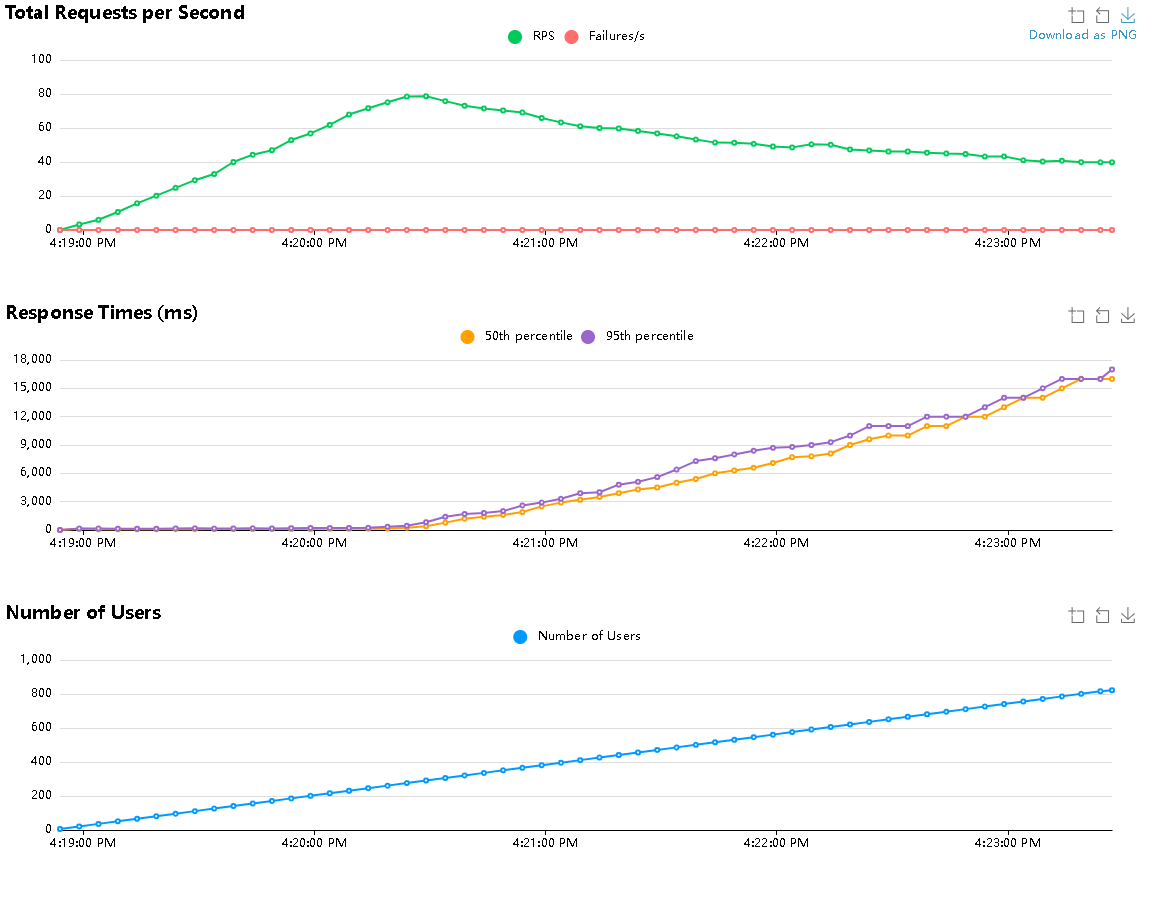 Total Requests per Second
Download as PNG
RPS Failures/s
100
80
60
40
20
0
4:19:00 PM 4:20:00 PM 4:21:00 PM 4:22:00 PM 4:23:00 PM
Response Times (ms)
50th percentile 95th percentile
18,000
15,000
12,000
9,000
6,000
3,000
0
4:19:00 PM 4:20:00 PM 4:21:00 PM 4:22:00 PM 4:23:00 PM
Number of Users
Number of Users
1,000
800
600
400
200
0
4:19:00 PM 4:20:00 PM 4:21:00 PM 4:22:00 PM 4:23:00 PM